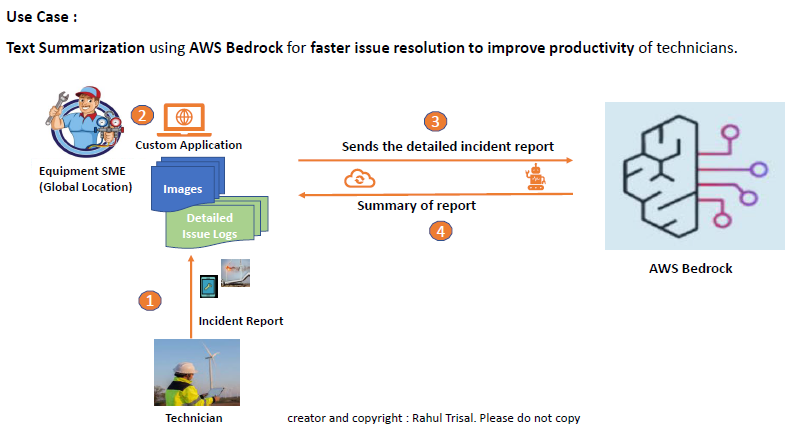 Use Case :
Text Summarization using AWS Bedrock for faster issue resolution to improve productivity of technicians.
2
3
Custom Application
Sends the detailed incident report
Equipment SME
(Global Location)
Images
Summary of report
Detailed
Issue Logs
4
AWS Bedrock
1
Incident Report
Technician
creator and copyright : Rahul Trisal. Please do not copy